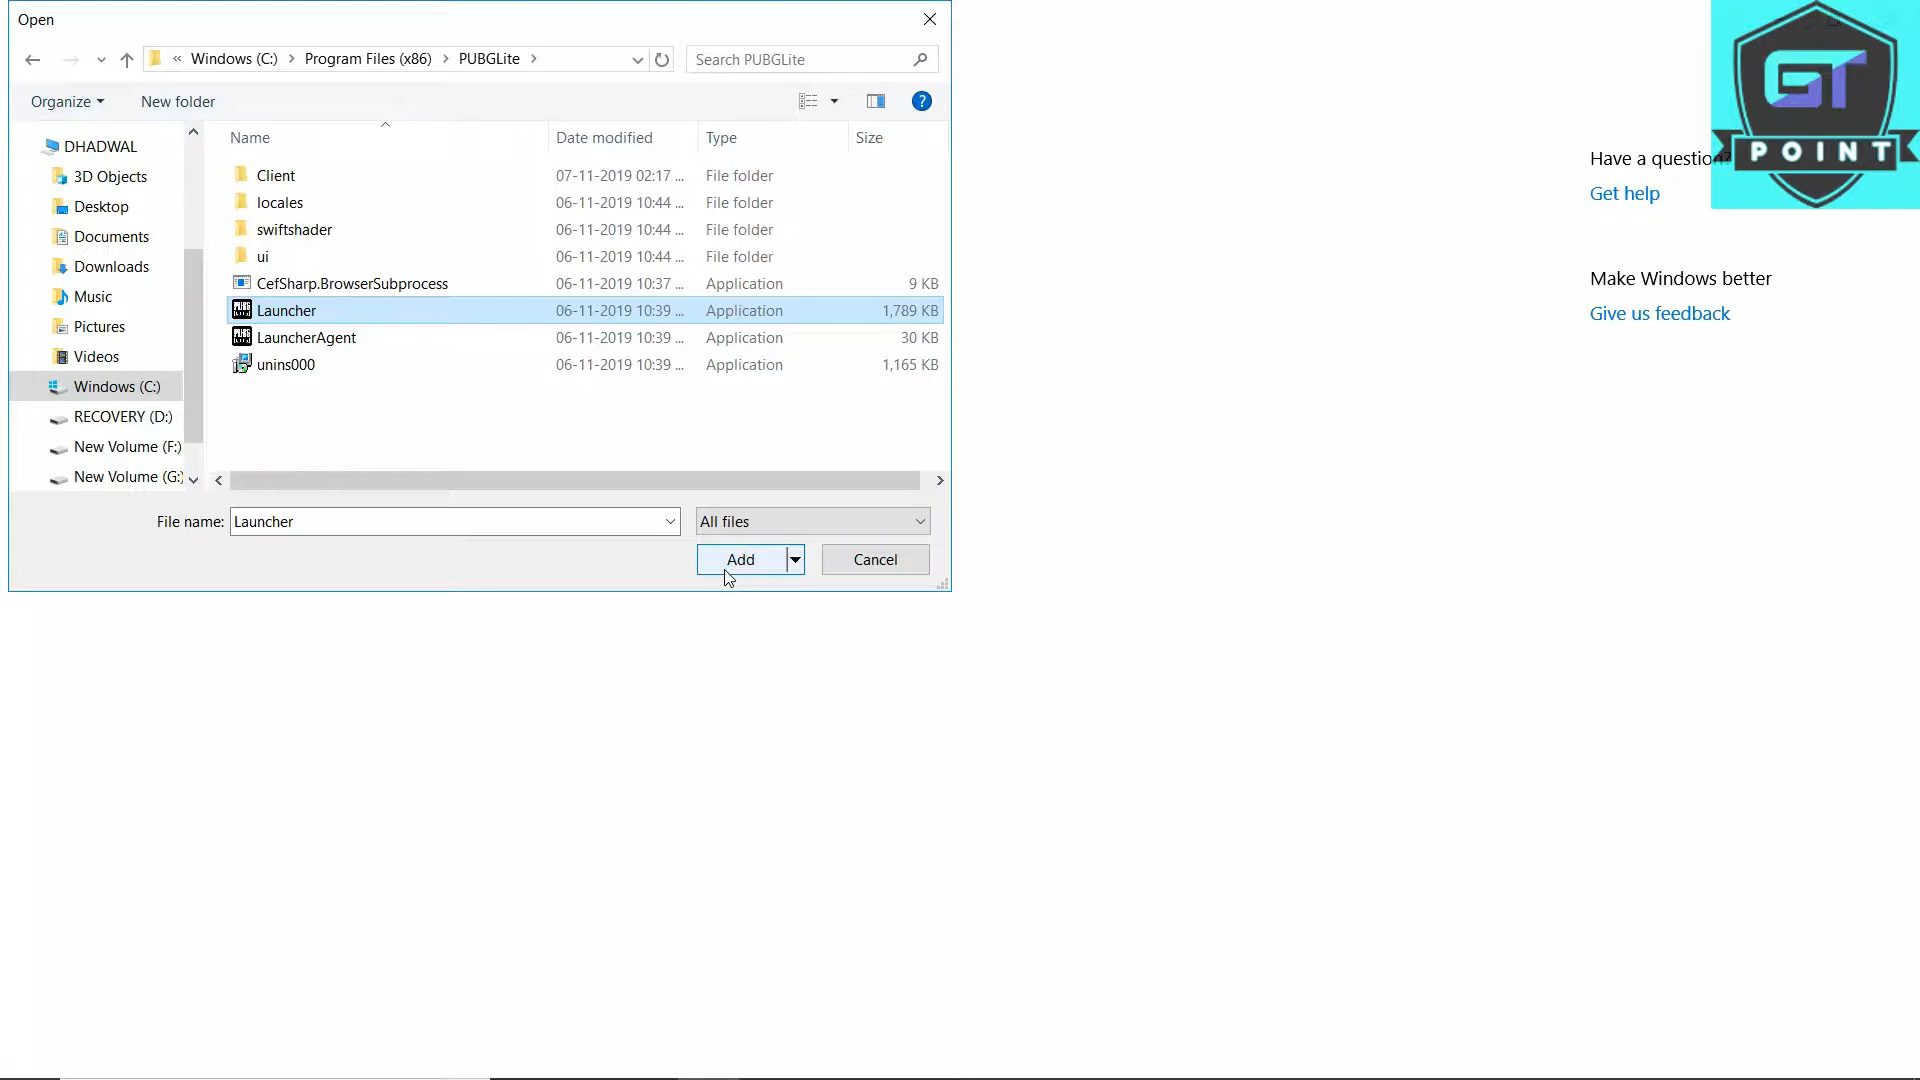 Open
« Windows (C:) > Program Files (x86) > PUBGLite >
Search PUBGLite
Organize
New folder
?
Name Date modified Type Size
DHADWAL
3D Objects
Desktop
Documents
Downloads
Music
Pictures
Videos
Windows (C:)
RECOVERY (D:)
New Volume (F:)
New Volume (G:)
Client 07-11-2019 02:17 ... File folder
locales 06-11-2019 10:44 ... File folder
swiftshader 06-11-2019 10:44 ... File folder
ui 06-11-2019 10:44 ... File folder
CefSharp.BrowserSubprocess 06-11-2019 10:37 ... Application 9 KB
Launcher 06-11-2019 10:39 ... Application 1,789 KB
LauncherAgent 06-11-2019 10:39 ... Application 30 KB
unins000 06-11-2019 10:39 ... Application 1,165 KB
File name: Launcher
All files
Add
Cancel
Have a question?
Get help
Make Windows better
Give us feedback
GT
POINT